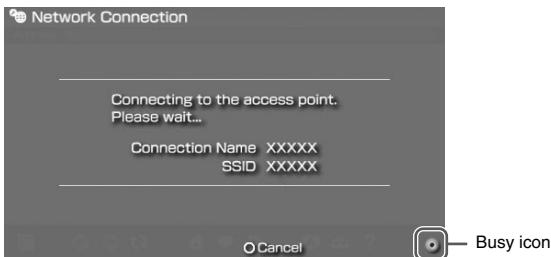 Network Connection
Connecting to the access point.
Please wait...
Connection Name XXXXX
SSID XXXXX
Cancel
Busy icon